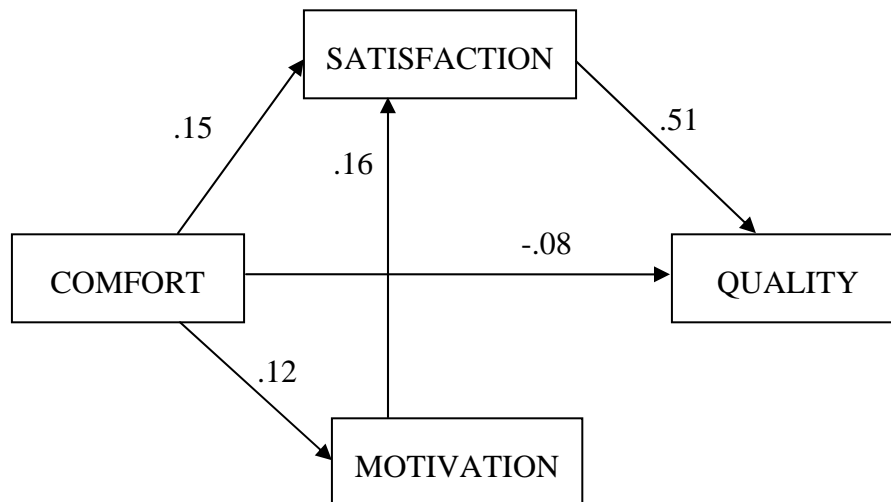 SATISFACTION
.15
.51
.16
-.08
COMFORT
QUALITY
.12
MOTIVATION